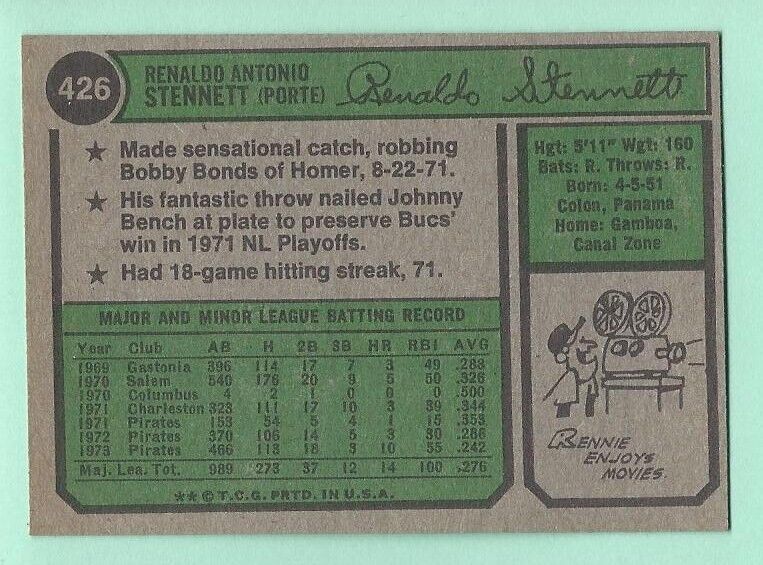 426
RENALDO ANTONIO
STENNETT (PORTE)
Renaldo Stennett
★ Made sensational catch, robbing
Bobby Bonds of Homer, 8-22-71.
★ His fantastic throw nailed Johnny
Bench at plate to preserve Bucs'
win in 1971 NL Playoffs.
★ Had 18-game hitting streak, 71.
Hgt: 5'11" Wgt: 160
Bats: R. Throws: R.
Born: 4-5-51
Colon, Panama
Home: Gamboa,
Canal Zone
MAJOR AND MINOR LEAGUE BATTING RECORD
Year Club AB H 2B 3B HR RBI AVG
1969 Gastonia 396 114 17 7 3 49 .288
1970 Salem 540 176 20 9 5 50 .326
1970 Columbus 4 2 1 0 0 0 .500
1971 Charleston 323 111 17 10 3 39 .344
1971 Pirates 153 54 5 4 1 15 .353
1972 Pirates 370 106 14 5 3 30 .286
1973 Pirates 466 113 18 3 10 55 .242
Maj. Lea. Tot. 989 273 37 12 14 100 .276
★★ © T.C.G. PRTD. IN U.S.A.
RENNIE
ENJOYS
MOVIES.